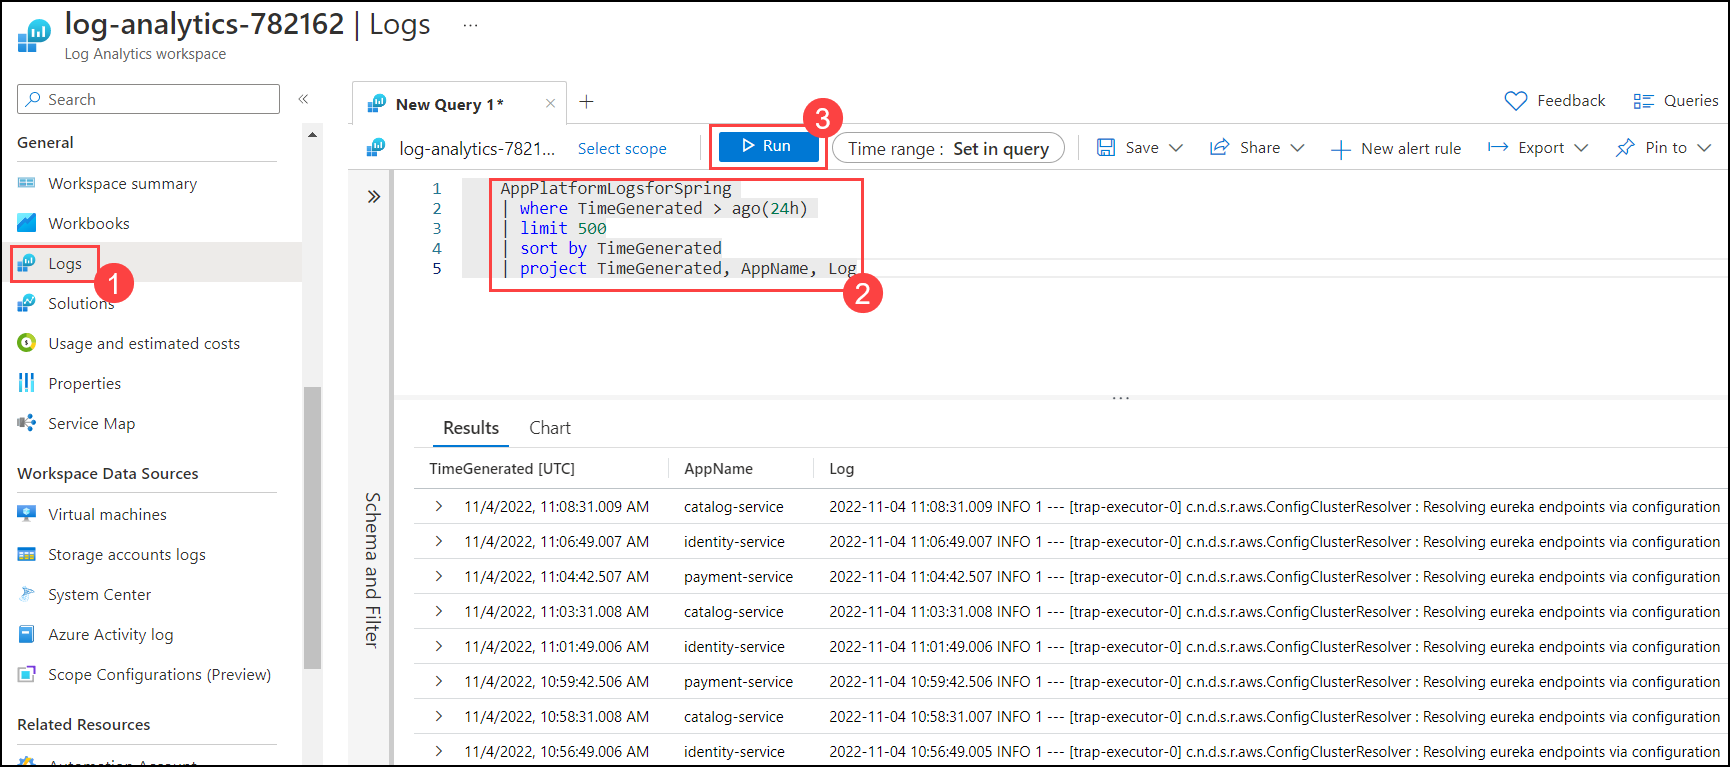 log-analytics-782162 | Logs ...
Log Analytics workspace
Search
«
New Query 1*
×
+
Feedback
Queries
log-analytics-7821...
Select scope
Run
3
Time range : Set in query
Save
Share
New alert rule
Export
Pin to
General
Workspace summary
Workbooks
Logs
1
Solutions
Usage and estimated costs
Properties
Service Map
Workspace Data Sources
Virtual machines
Storage accounts logs
System Center
Azure Activity log
Scope Configurations (Preview)
Related Resources
Automation Account
»
Schema and Filter
1 AppPlatformLogsforSpring
2 | where TimeGenerated > ago(24h)
3 | limit 500
4 | sort by TimeGenerated
5 | project TimeGenerated, AppName, Log
2
...
Results Chart
TimeGenerated [UTC] AppName Log
11/4/2022, 11:08:31.009 AM catalog-service 2022-11-04 11:08:31.009 INFO 1 --- [trap-executor-0] c.n.d.s.r.aws.ConfigClusterResolver : Resolving eureka endpoints via configuration
11/4/2022, 11:06:49.007 AM identity-service 2022-11-04 11:06:49.007 INFO 1 --- [trap-executor-0] c.n.d.s.r.aws.ConfigClusterResolver : Resolving eureka endpoints via configuration
11/4/2022, 11:04:42.507 AM payment-service 2022-11-04 11:04:42.507 INFO 1 --- [trap-executor-0] c.n.d.s.r.aws.ConfigClusterResolver : Resolving eureka endpoints via configuration
11/4/2022, 11:03:31.008 AM catalog-service 2022-11-04 11:03:31.008 INFO 1 --- [trap-executor-0] c.n.d.s.r.aws.ConfigClusterResolver : Resolving eureka endpoints via configuration
11/4/2022, 11:01:49.006 AM identity-service 2022-11-04 11:01:49.006 INFO 1 --- [trap-executor-0] c.n.d.s.r.aws.ConfigClusterResolver : Resolving eureka endpoints via configuration
11/4/2022, 10:59:42.506 AM payment-service 2022-11-04 10:59:42.506 INFO 1 --- [trap-executor-0] c.n.d.s.r.aws.ConfigClusterResolver : Resolving eureka endpoints via configuration
11/4/2022, 10:58:31.008 AM catalog-service 2022-11-04 10:58:31.007 INFO 1 --- [trap-executor-0] c.n.d.s.r.aws.ConfigClusterResolver : Resolving eureka endpoints via configuration
11/4/2022, 10:56:49.006 AM identity-service 2022-11-04 10:56:49.005 INFO 1 --- [trap-executor-0] c.n.d.s.r.aws.ConfigClusterResolver : Resolving eureka endpoints via configuration